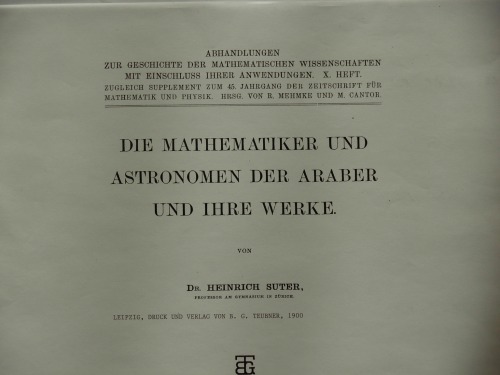 ABHANDLUNGEN
ZUR GESCHICHTE DER MATHEMATISCHEN WISSENSCHAFTEN
MIT EINSCHLUSS IHRER ANWENDUNGEN. X. HEFT.
ZUGLEICH SUPPLEMENT ZUM 45. JAHRGANG DER ZEITSCHRIFT FÜR
MATHEMATIK UND PHYSIK. HRSG. VON R. MEHMKE UND M. CANTOR.
DIE MATHEMATIKER UND
ASTRONOMEN DER ARABER
UND IHRE WERKE.
VON
DR. HEINRICH SUTER,
PROFESSOR AM GYMNASIUM IN ZÜRICH.
LEIPZIG, DRUCK UND VERLAG VON B. G. TEUBNER, 1900
BTG